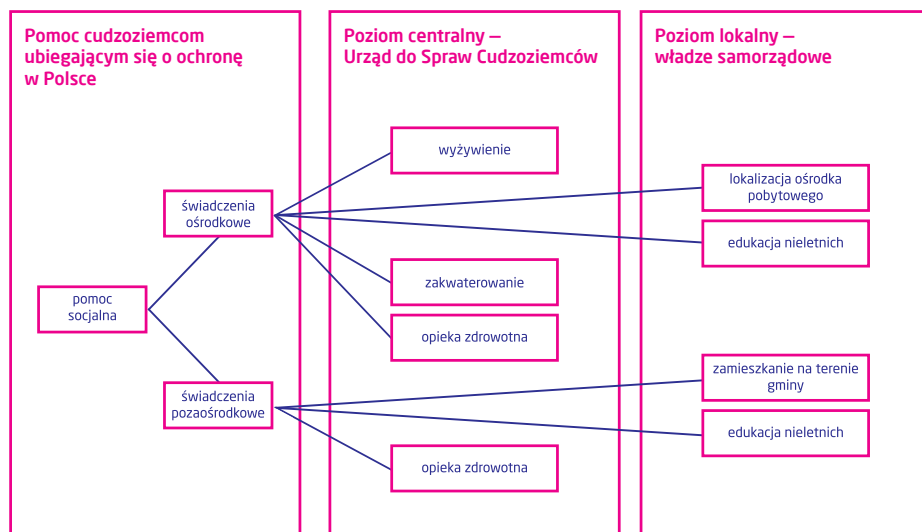 Pomoc cudzoziemcom
ubiegającym się o ochronę
w Polsce
Poziom centralny —
Urząd do Spraw Cudzoziemców
Poziom lokalny —
władze samorządowe
pomoc
socjalna
świadczenia
ośrodkowe
świadczenia
pozaośrodkowe
wyżywienie
zakwaterowanie
opieka zdrowotna
opieka zdrowotna
lokalizacja ośrodka
pobytowego
edukacja nieletnich
zamieszkanie na terenie
gminy
edukacja nieletnich